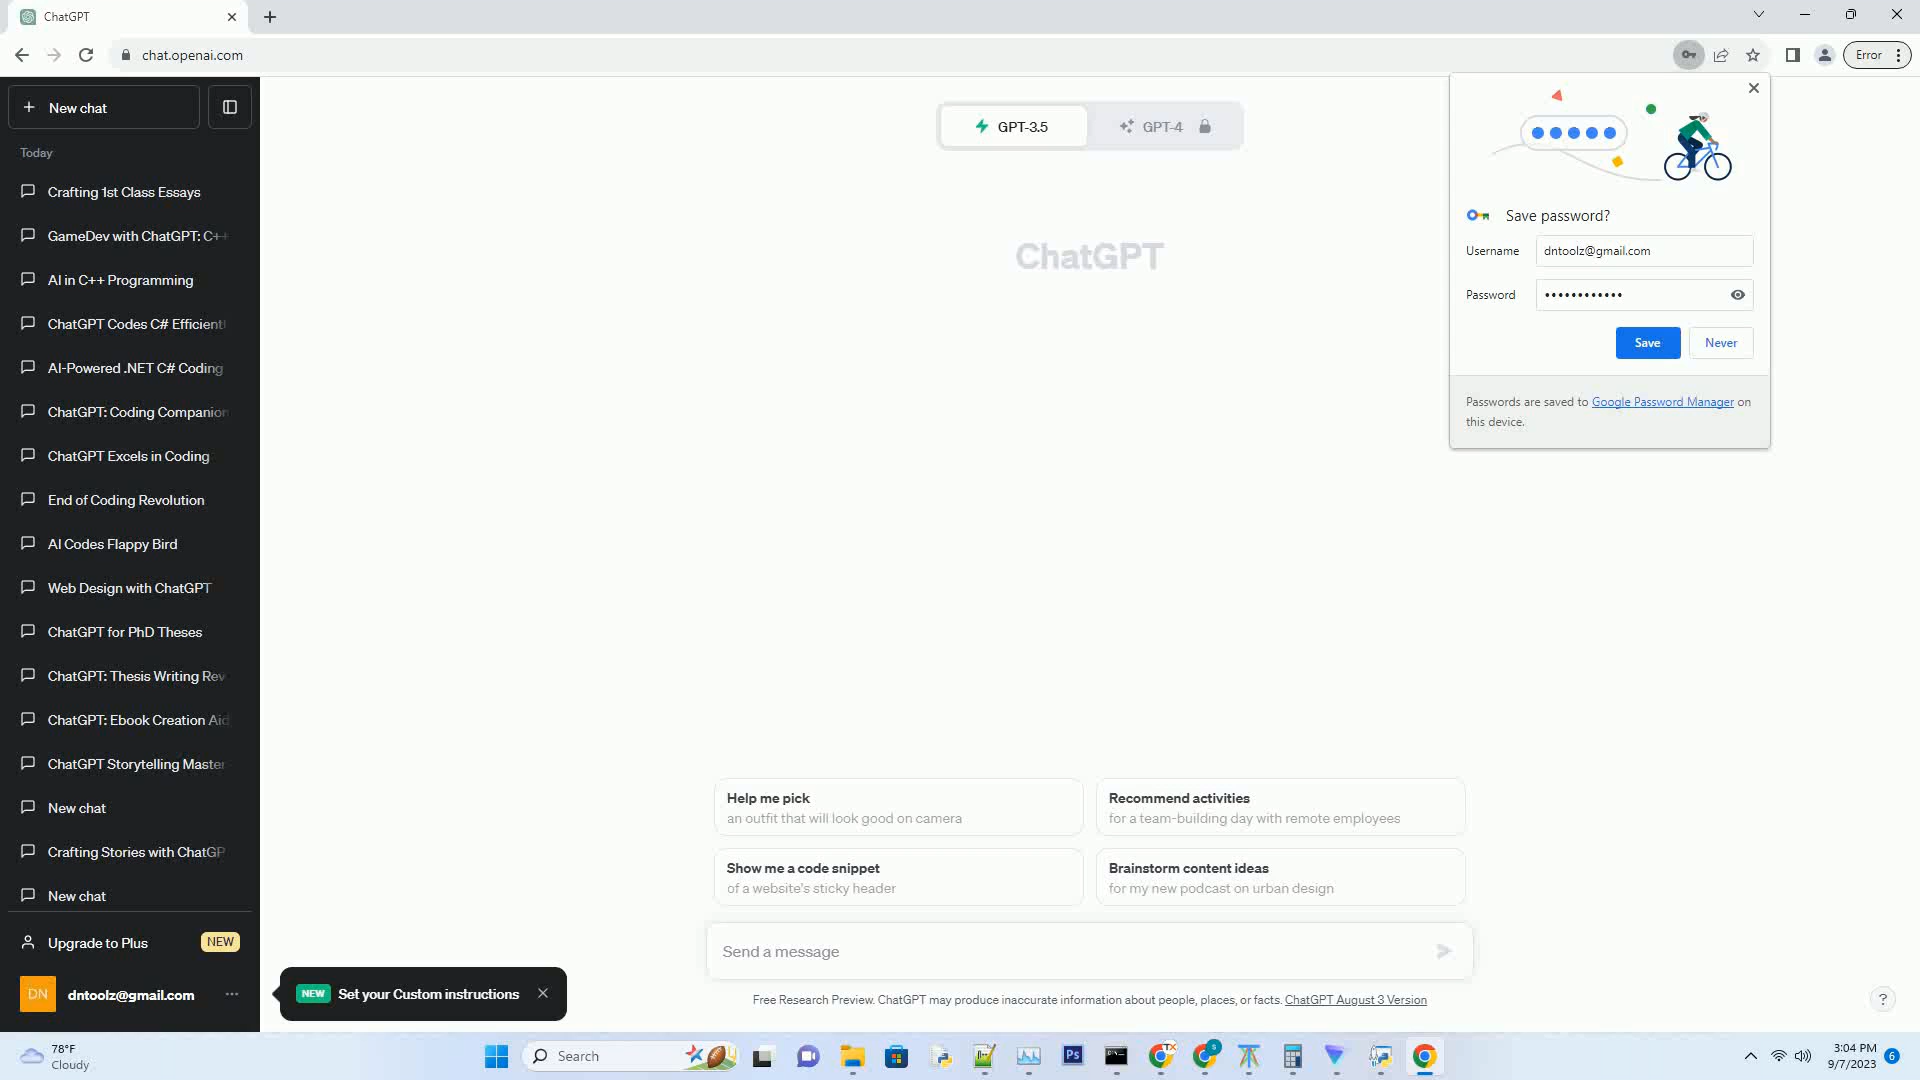 ChatGPT
chat.openai.com
Error
New chat
Today
Crafting 1st Class Essays
GameDev with ChatGPT: C++
AI in C++ Programming
ChatGPT Codes C# Efficientl
AI-Powered .NET C# Coding
ChatGPT: Coding Companion
ChatGPT Excels in Coding
End of Coding Revolution
AI Codes Flappy Bird
Web Design with ChatGPT
ChatGPT for PhD Theses
ChatGPT: Thesis Writing Rev
ChatGPT: Ebook Creation Aid
ChatGPT Storytelling Master
New chat
Crafting Stories with ChatGP
New chat
Upgrade to Plus NEW
DN dntoolz@gmail.com
NEW Set your Custom instructions
GPT-3.5 GPT-4
ChatGPT
Save password?
Username dntoolz@gmail.com
Password ••••••••••••
Save Never
Passwords are saved to Google Password Manager on
this device.
Help me pick
an outfit that will look good on camera
Recommend activities
for a team-building day with remote employees
Show me a code snippet
of a website's sticky header
Brainstorm content ideas
for my new podcast on urban design
Send a message
Free Research Preview. ChatGPT may produce inaccurate information about people, places, or facts. ChatGPT August 3 Version
?
78°F
Cloudy
Search
Ps
TX
S
3:04 PM
9/7/2023
6